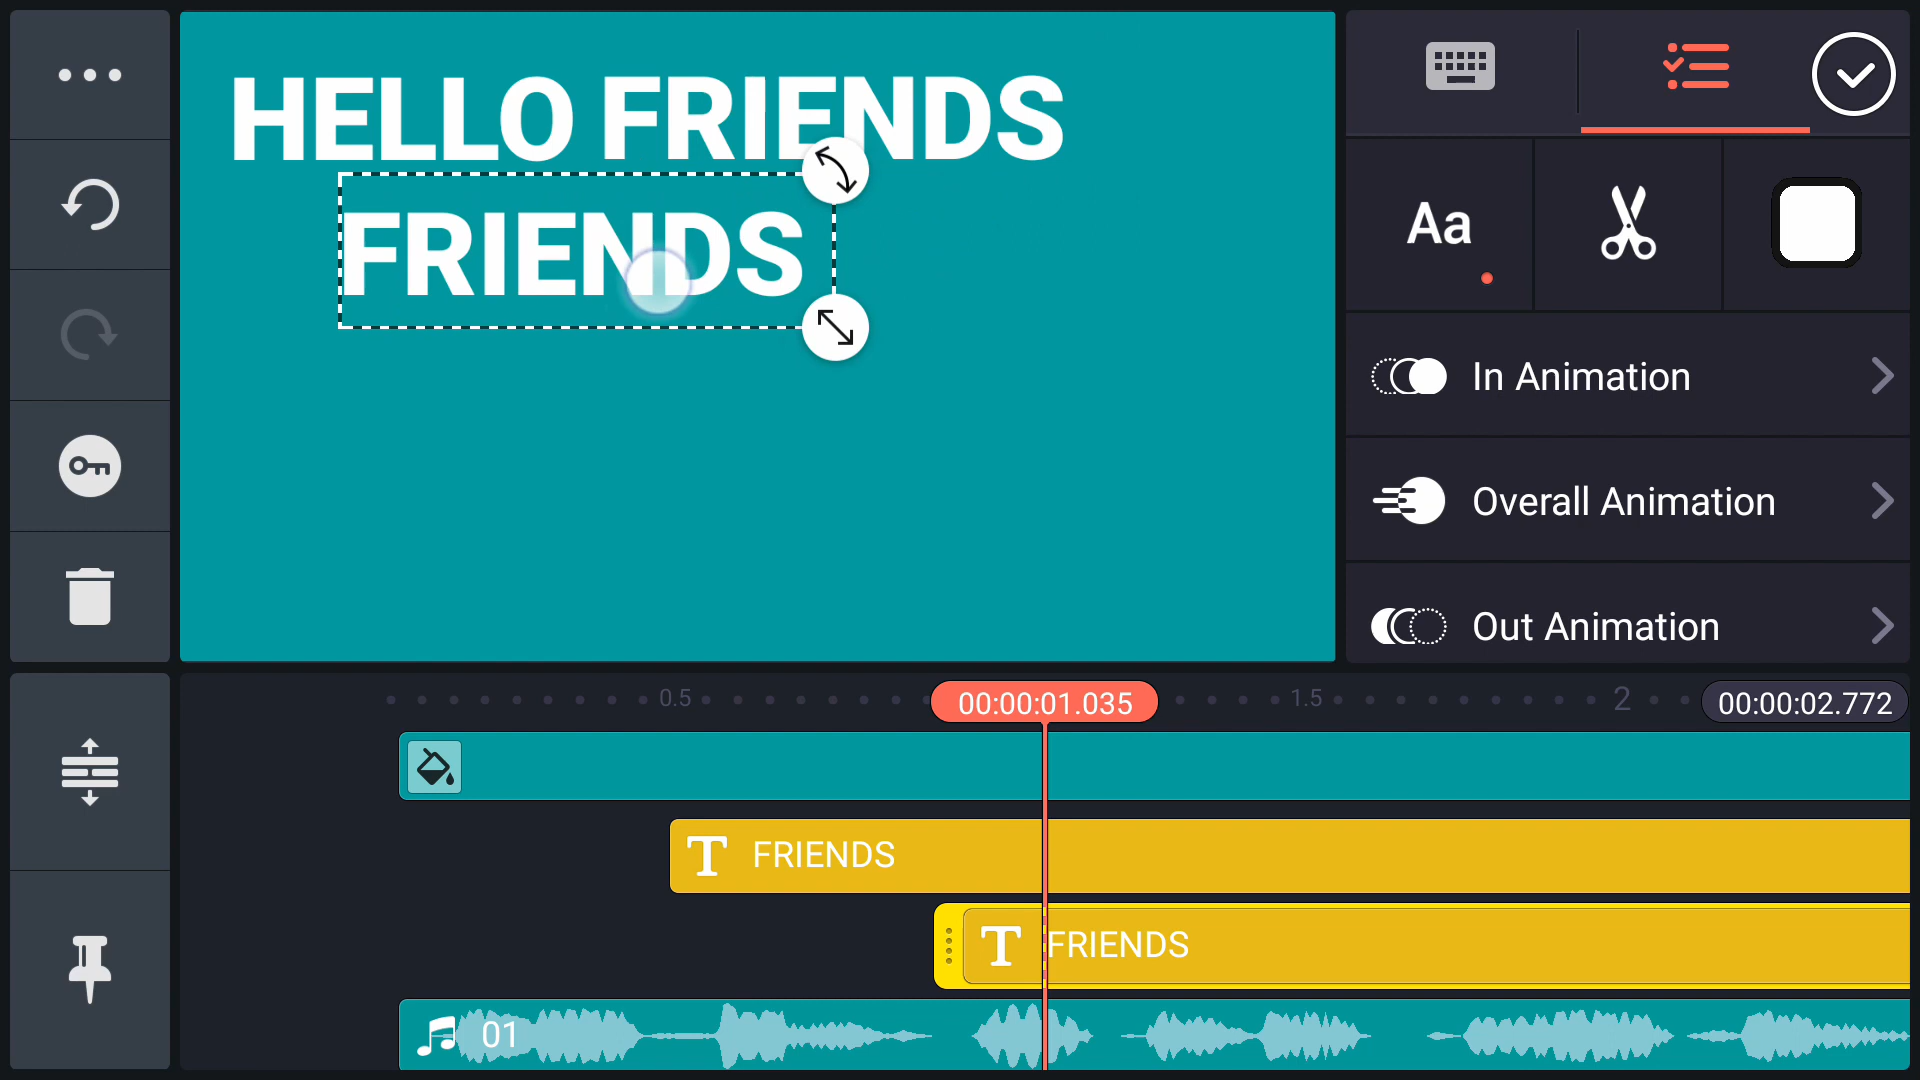 HELLO FRIENDS
FRIENDS
Aa
In Animation
Overall Animation
Out Animation
0.5
00:00:01.035
1.5
2
00:00:02.772
T FRIENDS
T FRIENDS
01